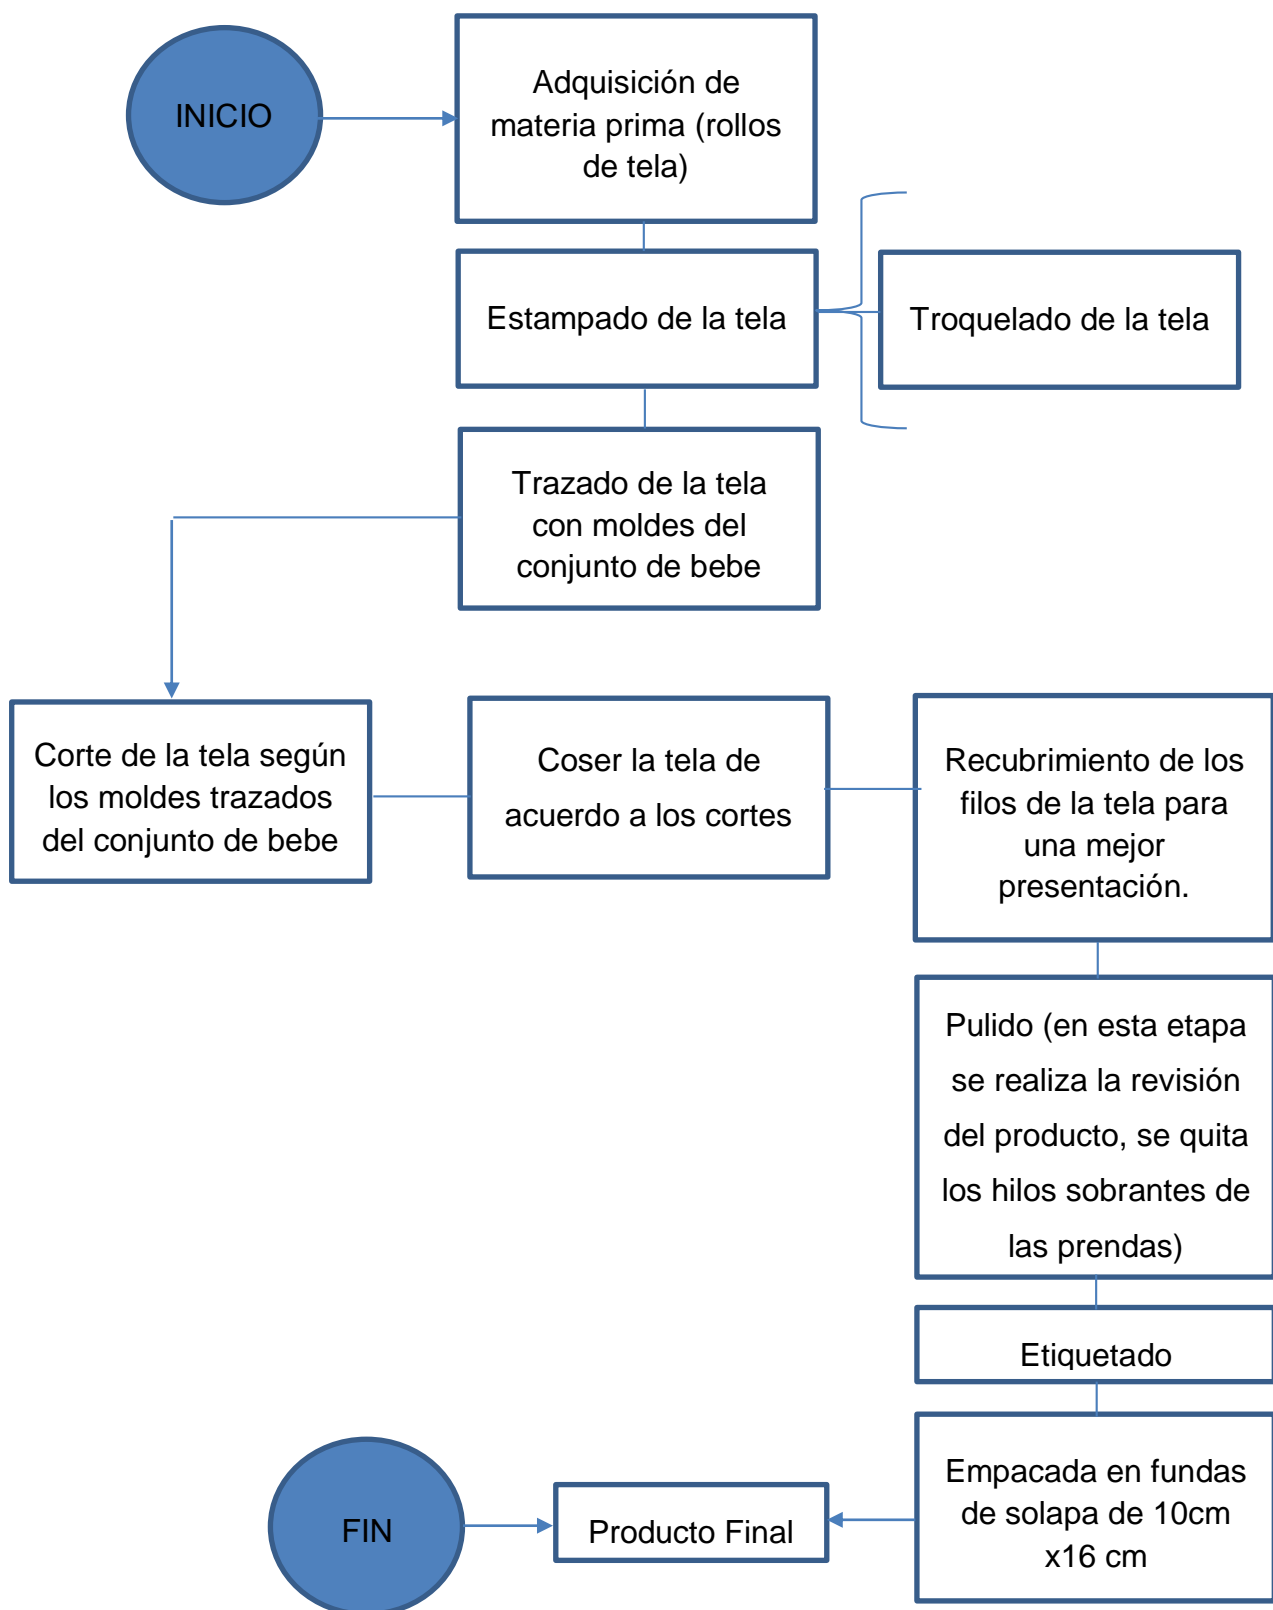 INICIO
Adquisición de
materia prima (rollos
de tela)
Estampado de la tela
Troquelado de la tela
Trazado de la tela
con moldes del
conjunto de bebe
Corte de la tela según
los moldes trazados
del conjunto de bebe
Coser la tela de
acuerdo a los cortes
Recubrimiento de los
filos de la tela para
una mejor
presentación.
Pulido (en esta etapa
se realiza la revisión
del producto, se quita
los hilos sobrantes de
las prendas)
Etiquetado
Empacada en fundas
de solapa de 10cm
x16 cm
Producto Final
FIN